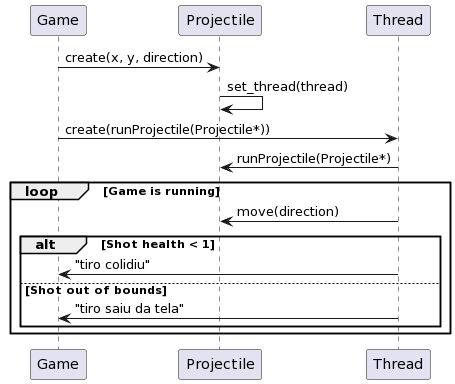 Game Projectile Thread
create(x, y, direction)
set_thread(thread)
create(runProjectile(Projectile*))
runProjectile(Projectile*)
loop [Game is running]
move(direction)
alt [Shot health < 1]
"tiro colidiu"
[Shot out of bounds]
"tiro saiu da tela"
Game Projectile Thread